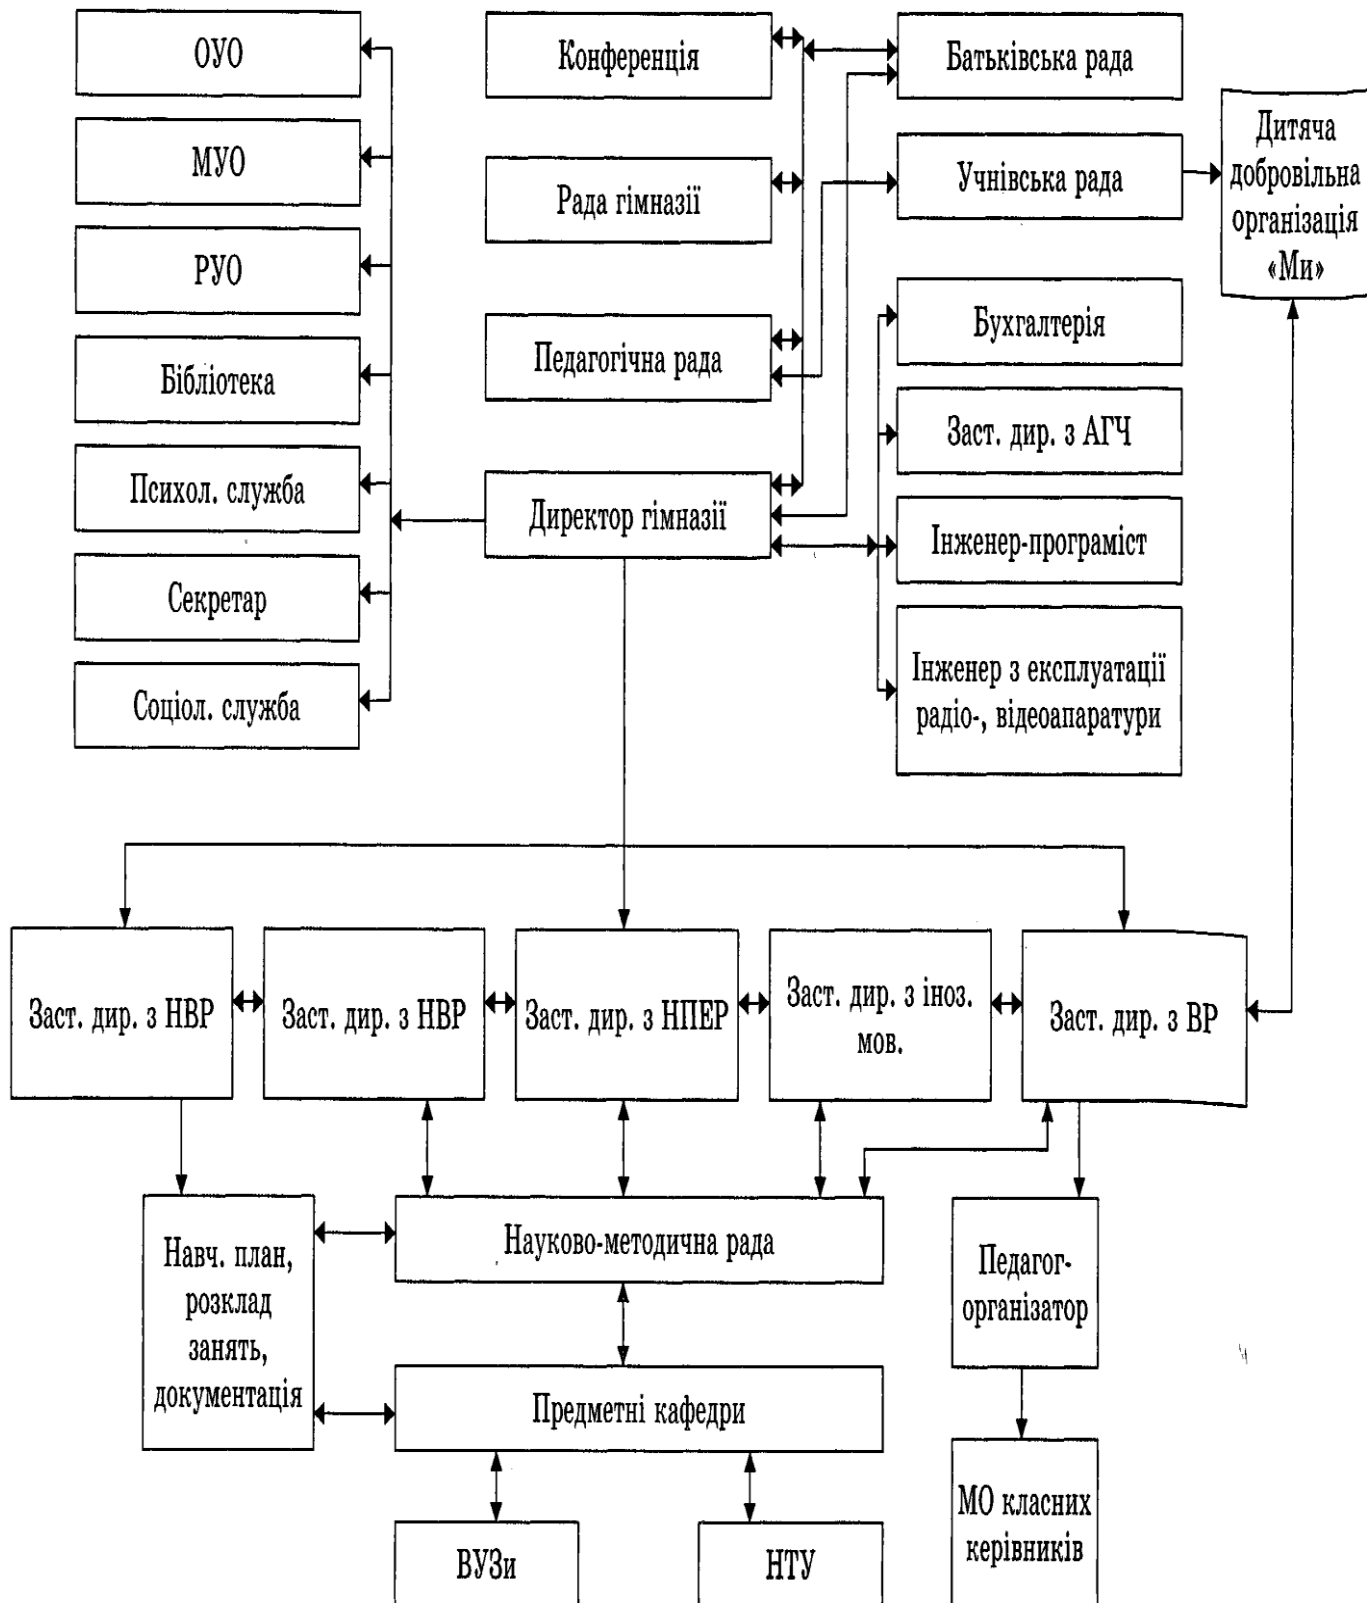 ОУО
МУО
РУО
Бібліотека
Психол. служба
Секретар
Соціол. служба
Конференція
Рада гімназії
Педагогічна рада
Директор гімназії
Батьківська рада
Учнівська рада
Бухгалтерія
Заст. дир. з АГЧ
Інженер-програміст
Інженер з експлуатації
радіо-, відеоапаратури
Дитяча
добровільна
організація
«Ми»
Заст. дир. з НВР
Заст. дир. з НВР
Заст. дир. з НПЕР
Заст. дир. з іноз.
мов.
Заст. дир. з ВР
Навч. план,
розклад
занять,
документація
Науково-методична рада
Предметні кафедри
ВУЗи
НТУ
Педагог-
організатор
МО класних
керівників